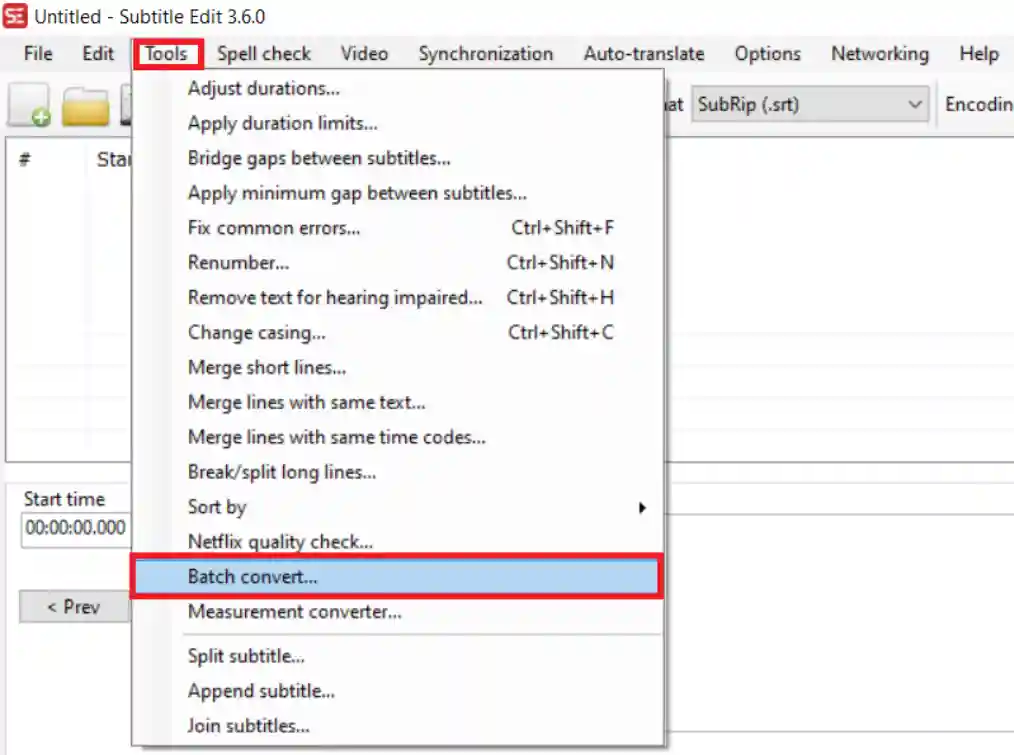 SE Untitled - Subtitle Edit 3.6.0
File Edit Tools Spell check Video Synchronization Auto-translate Options Networking Help
SubRip (.srt) Encodin
# Star
Adjust durations...
Apply duration limits...
Bridge gaps between subtitles...
Apply minimum gap between subtitles...
Fix common errors... Ctrl+Shift+F
Renumber... Ctrl+Shift+N
Remove text for hearing impaired... Ctrl+Shift+H
Change casing... Ctrl+Shift+C
Merge short lines...
Merge lines with same text...
Merge lines with same time codes...
Break/split long lines...
Sort by
Netflix quality check...
Batch convert...
Measurement converter...
Split subtitle...
Append subtitle...
Join subtitles...
Start time
00:00:00.000
< Prev